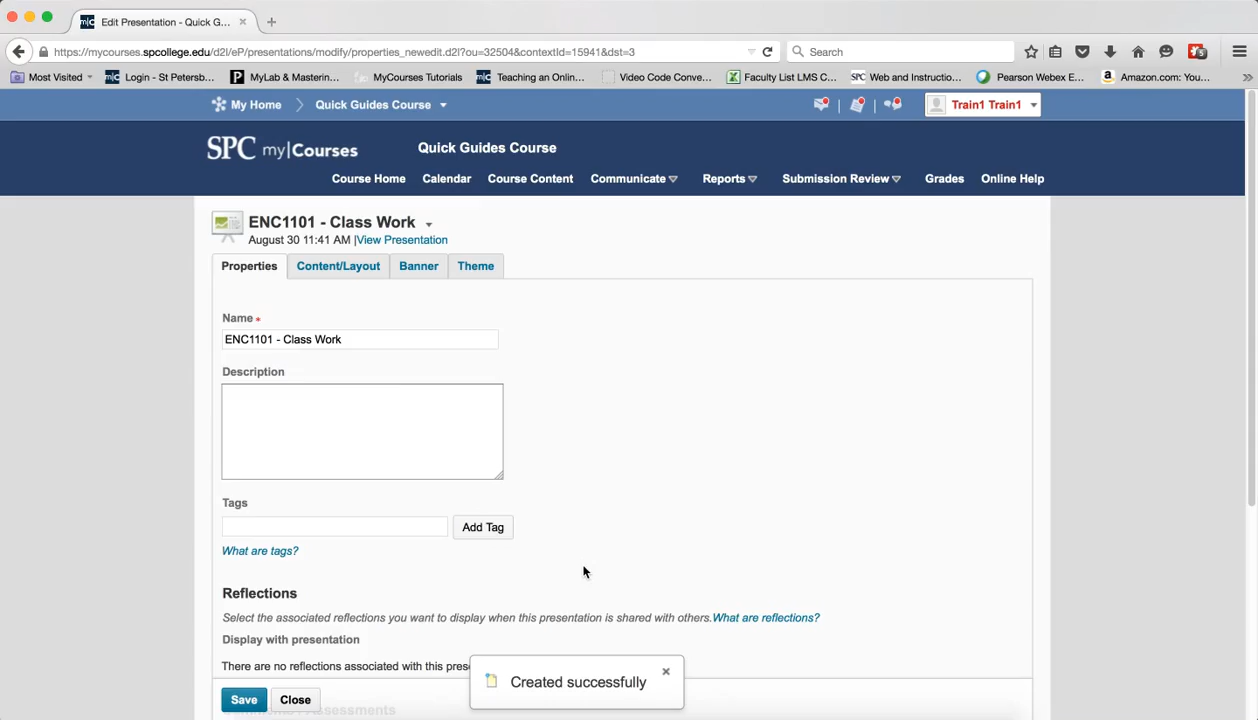 Edit Presentation - Quick G... ×
https://mycourses.spcollege.edu/d2l/eP/presentations/modify/properties_newedit.d2l?ou=32504&contextId=15941&dst=3
Search
Most Visited
Login - St Petersb...
MyLab & Mastering...
MyCourses Tutorials
Teaching an Onlin...
Video Code Conve...
Faculty List LMS C...
SPC Web and Instructio...
Pearson Webex E...
Amazon.com: You...
My Home
Quick Guides Course
Train1 Train1
SPC my|Courses
Quick Guides Course
Course Home
Calendar
Course Content
Communicate
Reports
Submission Review
Grades
Online Help
ENC1101 - Class Work
August 30 11:41 AM |View Presentation
Properties
Content/Layout
Banner
Theme
Name *
ENC1101 - Class Work
Description
Tags
Add Tag
What are tags?
Reflections
Select the associated reflections you want to display when this presentation is shared with others.What are reflections?
Display with presentation
There are no reflections associated with this pres
Created successfully ×
Save
Close